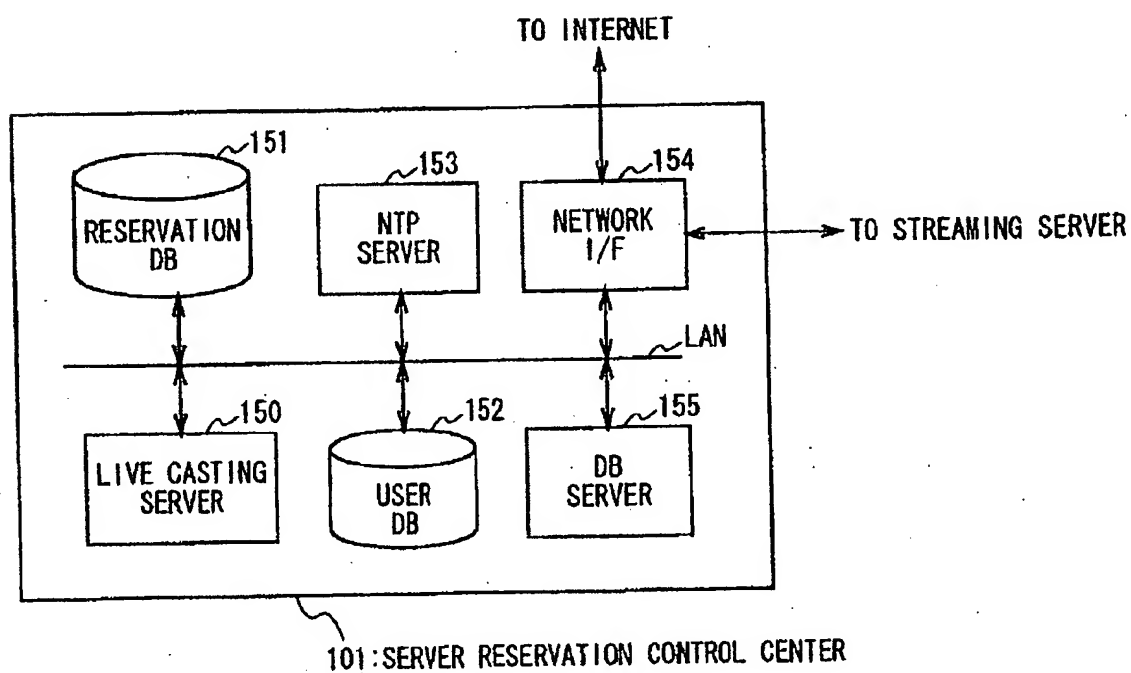 TO INTERNET
151
RESERVATION
DB
153
NTP
SERVER
154
NETWORK
I/F
TO STREAMING SERVER
LAN
150
LIVE CASTING
SERVER
152
USER
DB
155
DB
SERVER
101:SERVER RESERVATION CONTROL CENTER